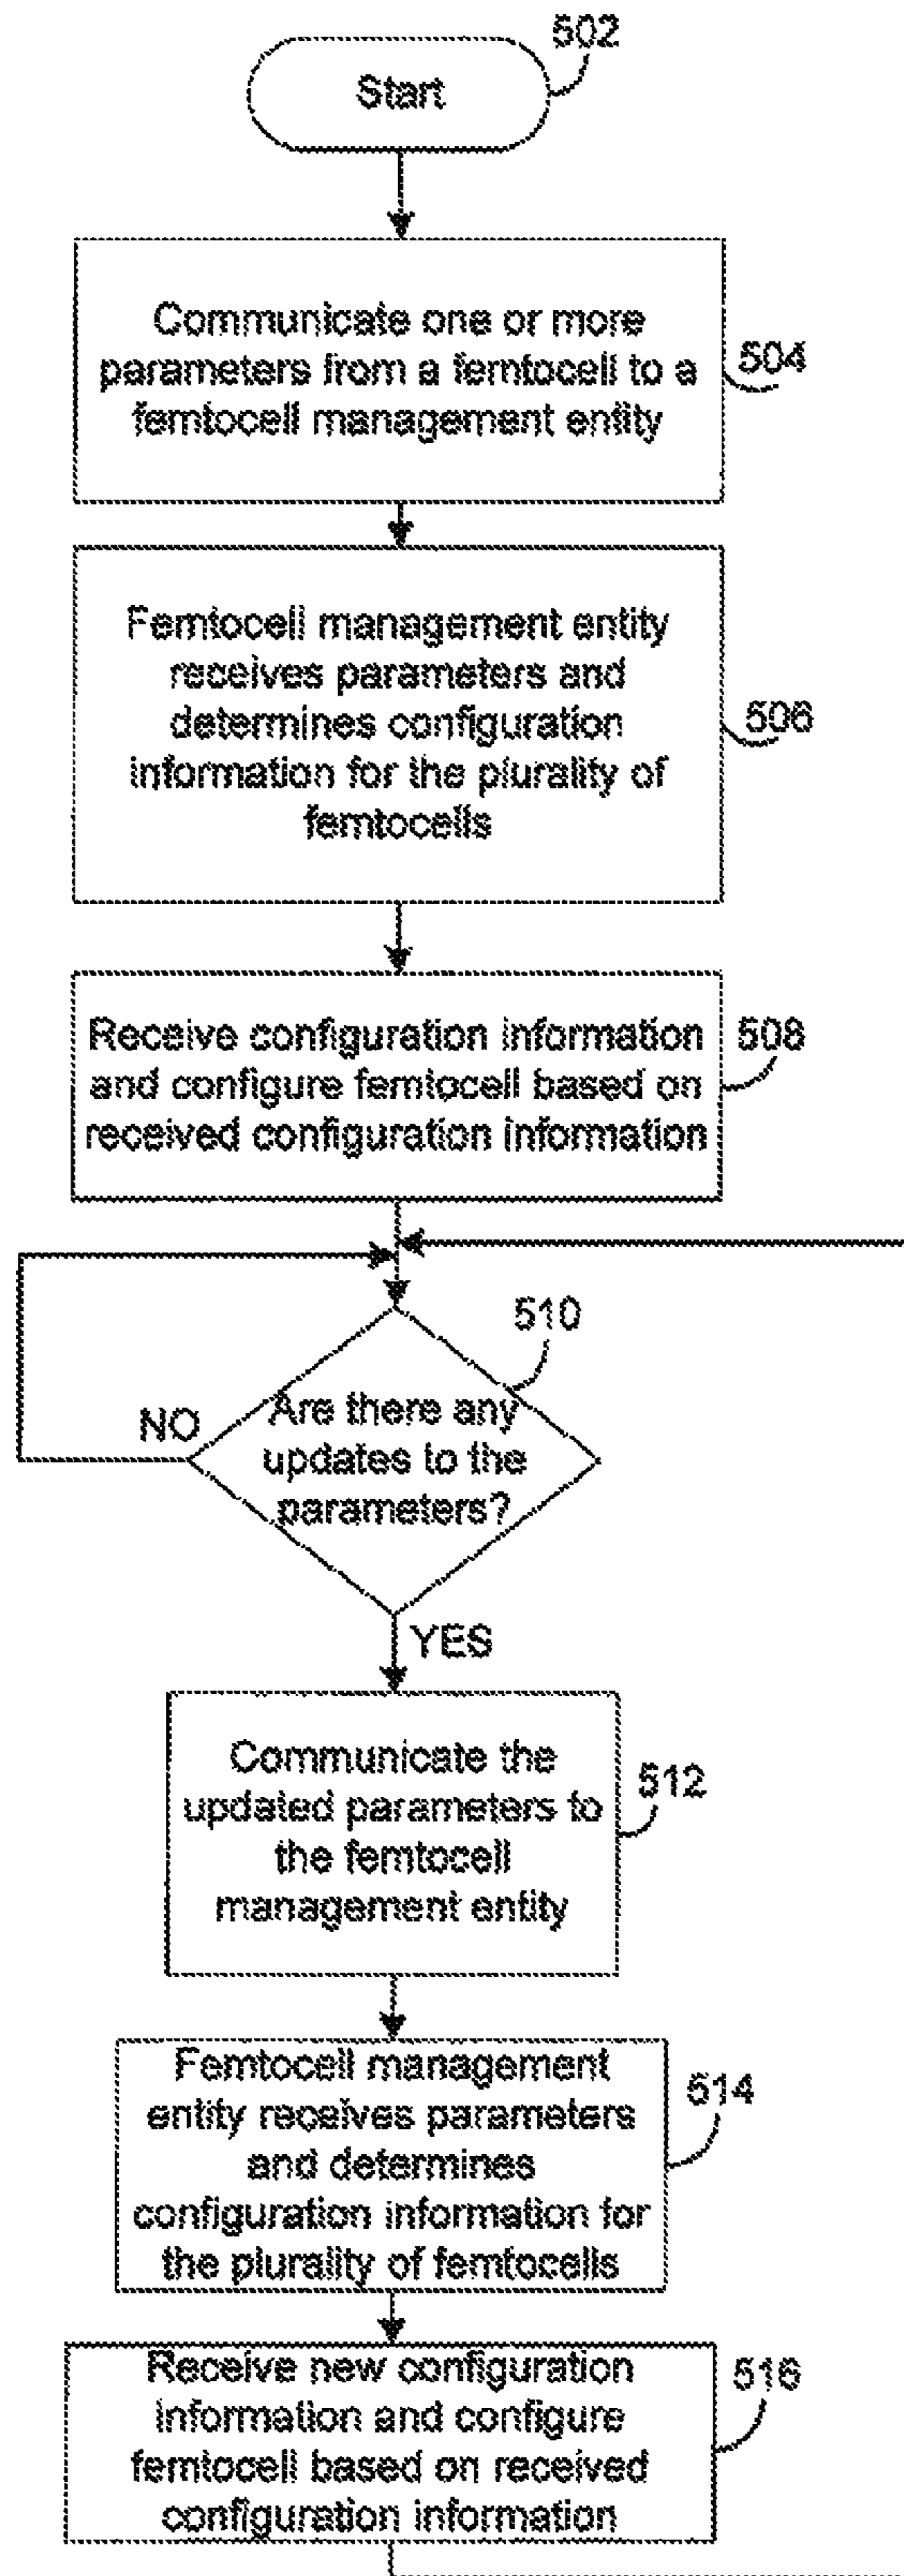 502
Start
Communicate one or more
parameters from a femtocell to a
femtocell management entity
504
Femtocell management entity
receives parameters and
determines configuration
information for the plurality of
femtocells
506
Receive configuration information
and configure femtocell based on
received configuration information
508
510
Are there any
updates to the
parameters?
NO
YES
Communicate the
updated parameters to
the femtocell
management entity
512
Femtocell management
entity receives parameters
and determines
configuration information for
the plurality of femtocells
514
Receive new configuration
information and configure
femtocell based on received
configuration information
516